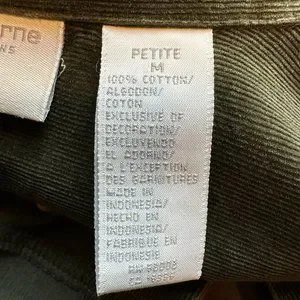 rne
NS
PETITE
M
100% COTTON/
ALGODON/
COTON
EXCLUSIVE OF
DECORATION/
EXCLUYENDO
EL ADORNO/
A L'EXCEPTION
DES GARNITURES
MADE IN
INDONESIA/
HECHO EN
INDONESIA/
FABRIQUE EN
INDONESIE